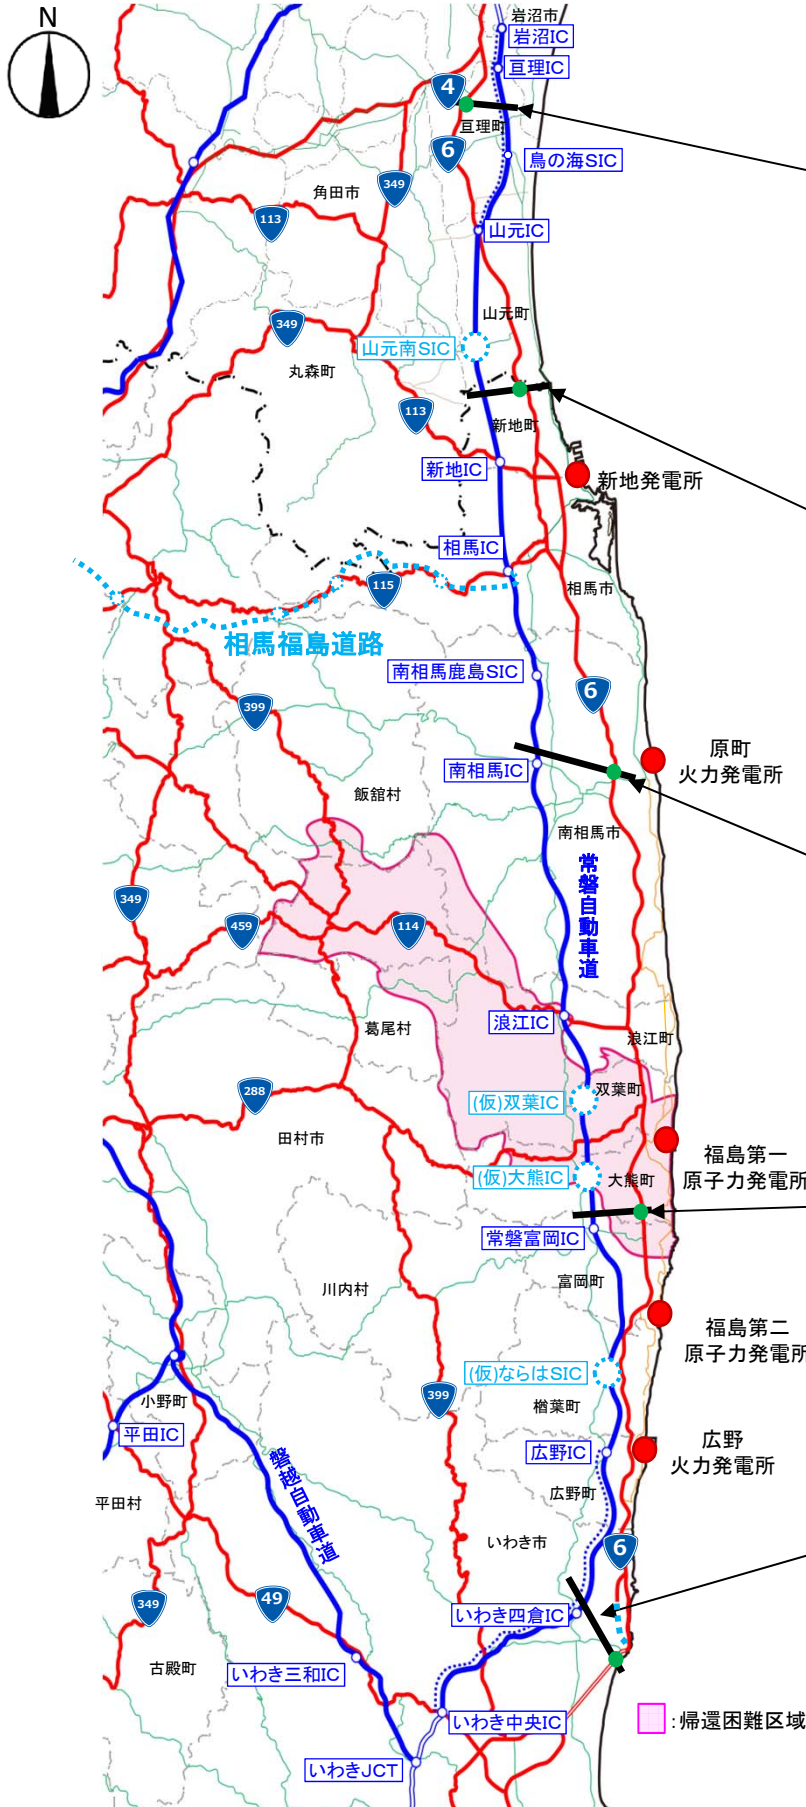 N
岩沼市
岩沼IC
亘理IC
4
亘理町
6
鳥の海SIC
角田市
349
113
山元IC
山元町
349
山元南SIC
丸森町
113
新地町
新地IC
新地発電所
相馬IC
115
相馬市
相馬福島道路
南相馬鹿島SIC
6
399
原町
火力発電所
南相馬IC
飯舘村
南相馬市
常磐自動車道
349
459
114
浪江IC
葛尾村
浪江町
双葉町
(仮)双葉IC
288
田村市
福島第一
原子力発電所
(仮)大熊IC
大熊町
常磐富岡IC
富岡町
川内村
福島第二
原子力発電所
(仮)ならはSIC
399
楢葉町
小野町
平田IC
広野IC
広野
火力発電所
磐越自動車道
広野町
平田村
いわき市
6
349
49
いわき四倉IC
古殿町
いわき三和IC
いわき中央IC
:帰還困難区域
いわきJCT